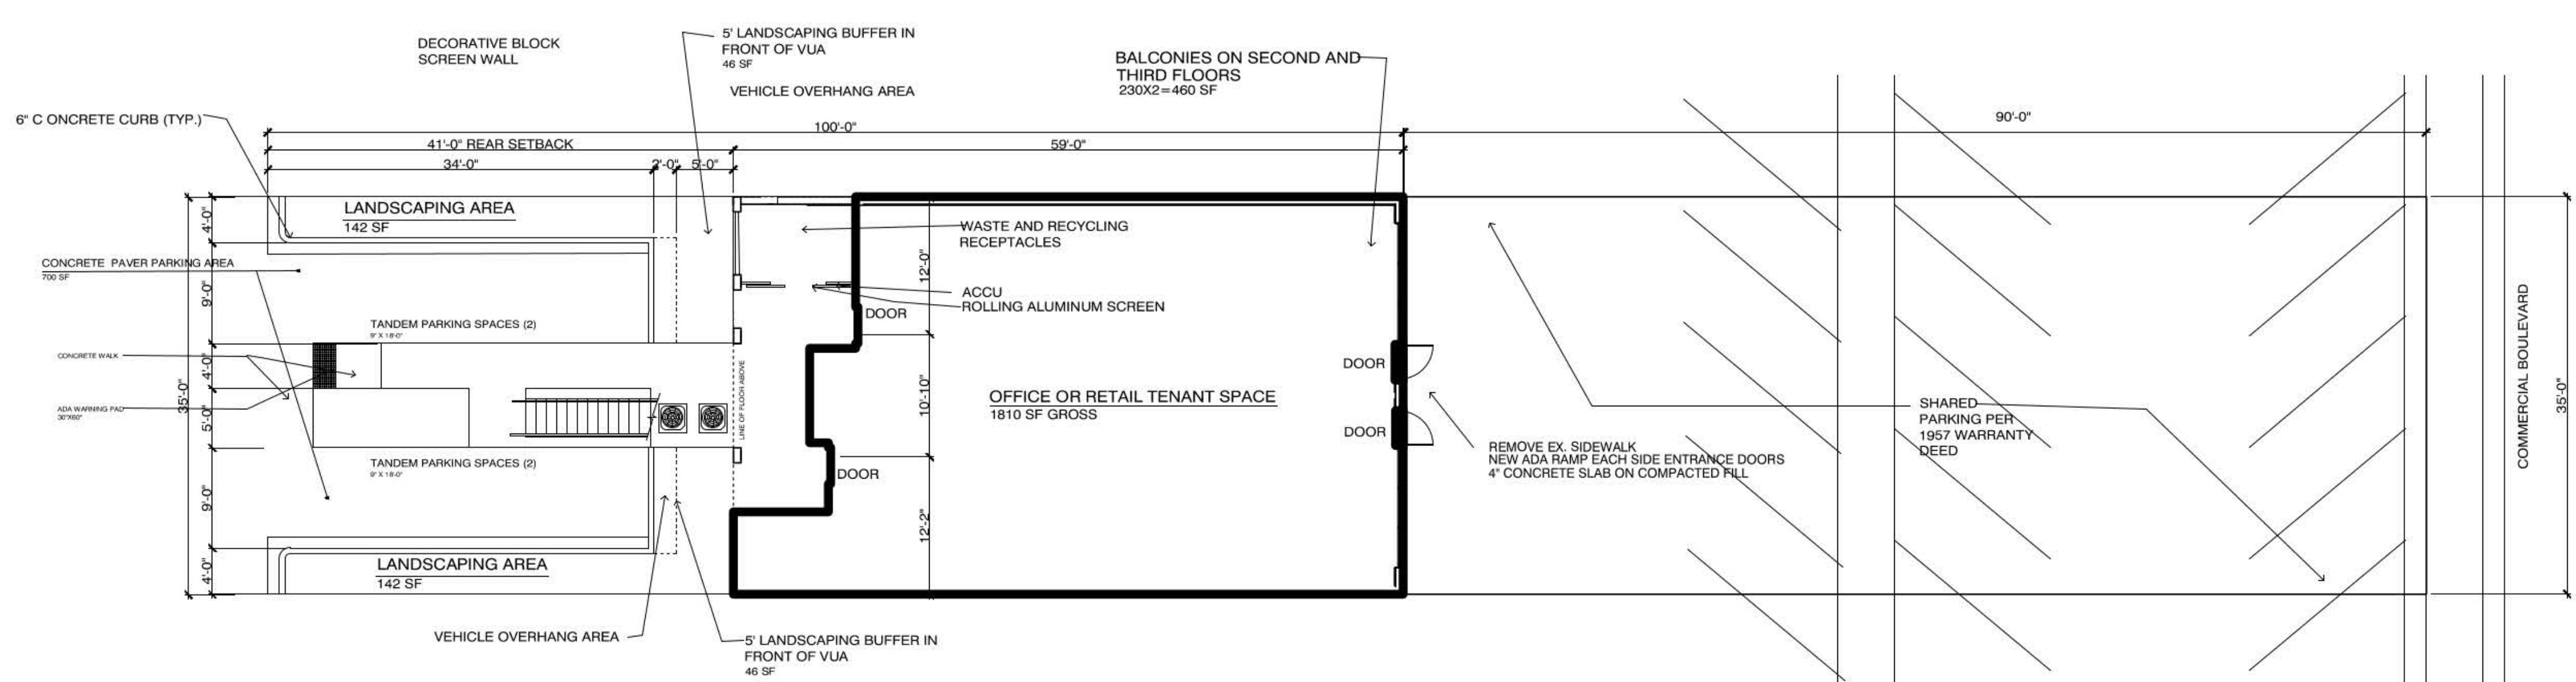 DECORATIVE BLOCK
SCREEN WALL
5' LANDSCAPING BUFFER IN
FRONT OF VUA
46 SF
VEHICLE OVERHANG AREA
BALCONIES ON SECOND AND
THIRD FLOORS
230X2=460 SF
6" C ONCRETE CURB (TYP.)
100'-0"
90'-0"
41'-0" REAR SETBACK
59'-0"
34'-0"
2'-0"
5'-0"
4'-0"
LANDSCAPING AREA
142 SF
WASTE AND RECYCLING
RECEPTACLES
CONCRETE PAVER PARKING AREA
700 SF
9'-0"
12'-0"
ACCU
ROLLING ALUMINUM SCREEN
DOOR
TANDEM PARKING SPACES (2)
9' X 18'-0"
CONCRETE WALK
4'-0"
35'-0"
ADA WARNING PAD
30"X60"
5'-0"
LINE OF FLOOR ABOVE
10'-10"
OFFICE OR RETAIL TENANT SPACE
1810 SF GROSS
DOOR
DOOR
SHARED
PARKING PER
1957 WARRANTY
DEED
COMMERCIAL BOULEVARD
35'-0"
REMOVE EX. SIDEWALK
NEW ADA RAMP EACH SIDE ENTRANCE DOORS
4" CONCRETE SLAB ON COMPACTED FILL
TANDEM PARKING SPACES (2)
9' X 18'-0"
DOOR
9'-0"
12'-2"
4'-0"
LANDSCAPING AREA
142 SF
VEHICLE OVERHANG AREA
5' LANDSCAPING BUFFER IN
FRONT OF VUA
46 SF